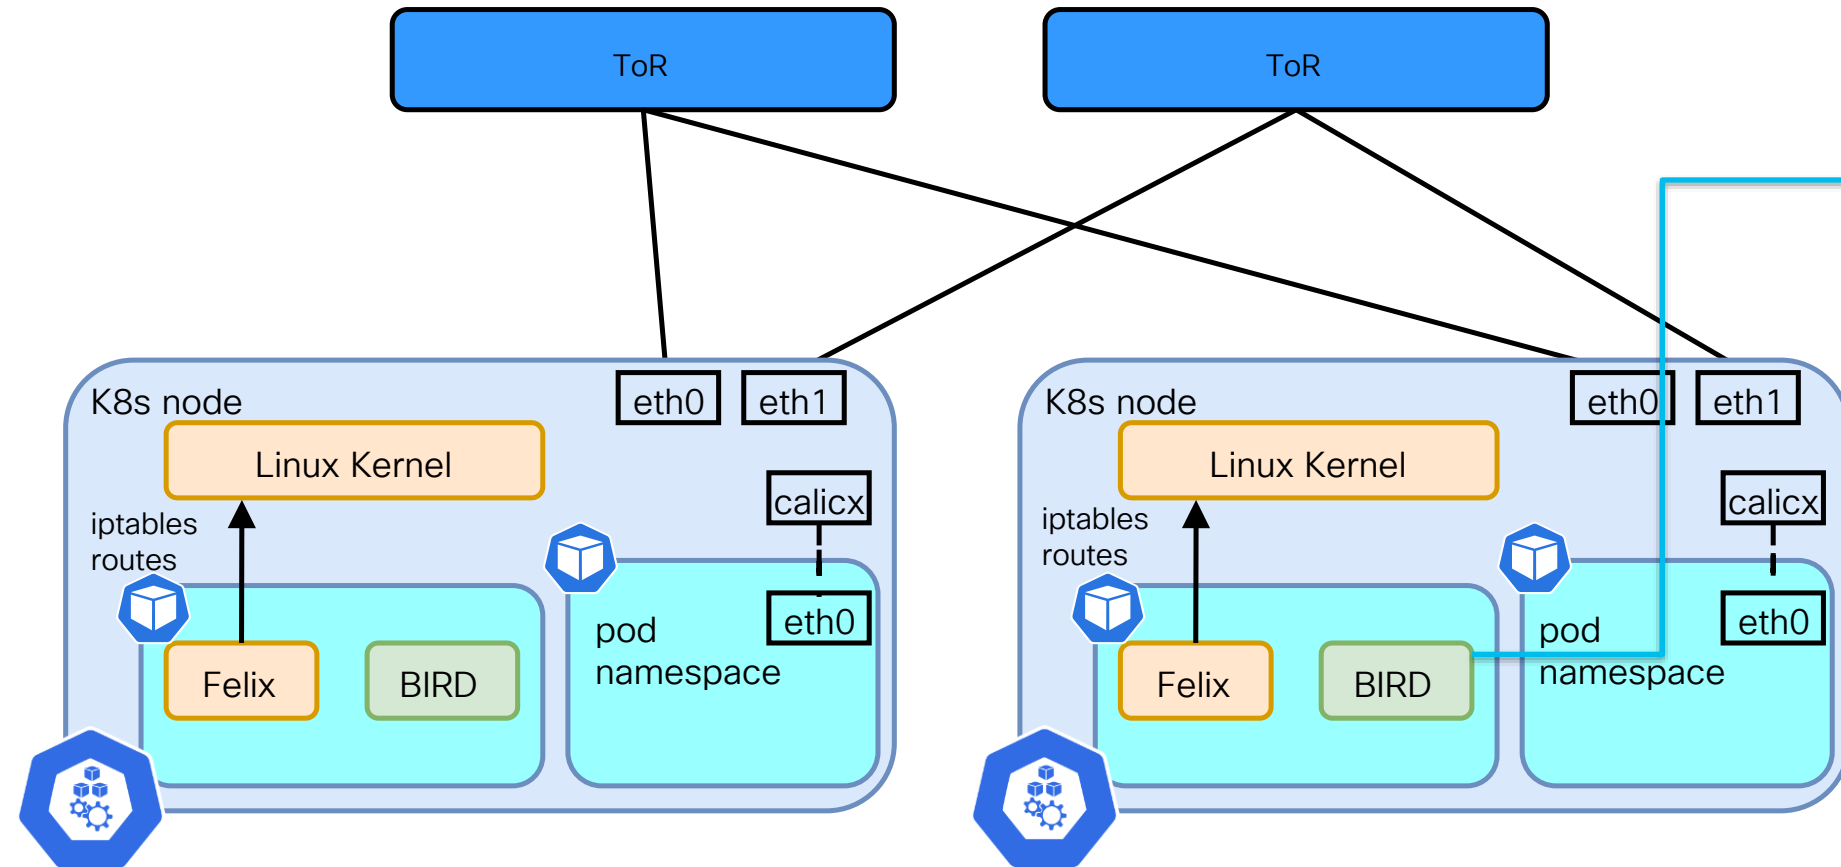 ToR
ToR
K8s node
eth0
eth1
Linux Kernel
calicx
iptables
routes
eth0
pod
namespace
Felix
BIRD
K8s node
eth0
eth1
Linux Kernel
calicx
iptables
routes
eth0
pod
namespace
Felix
BIRD